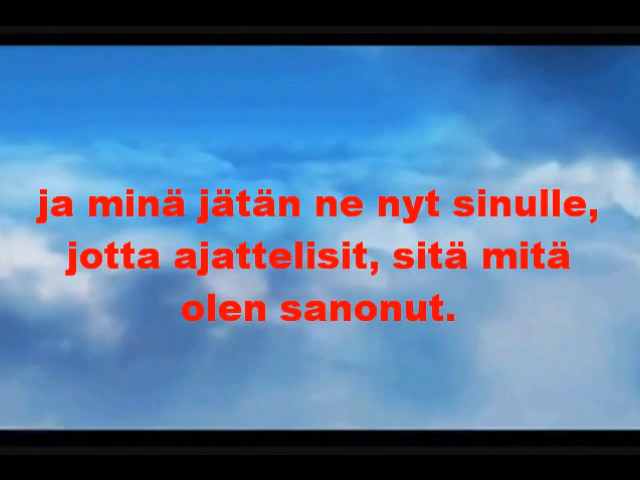 ja minä jätän ne nyt sinulle,
jotta ajattelisit, sitä mitä
olen sanonut.